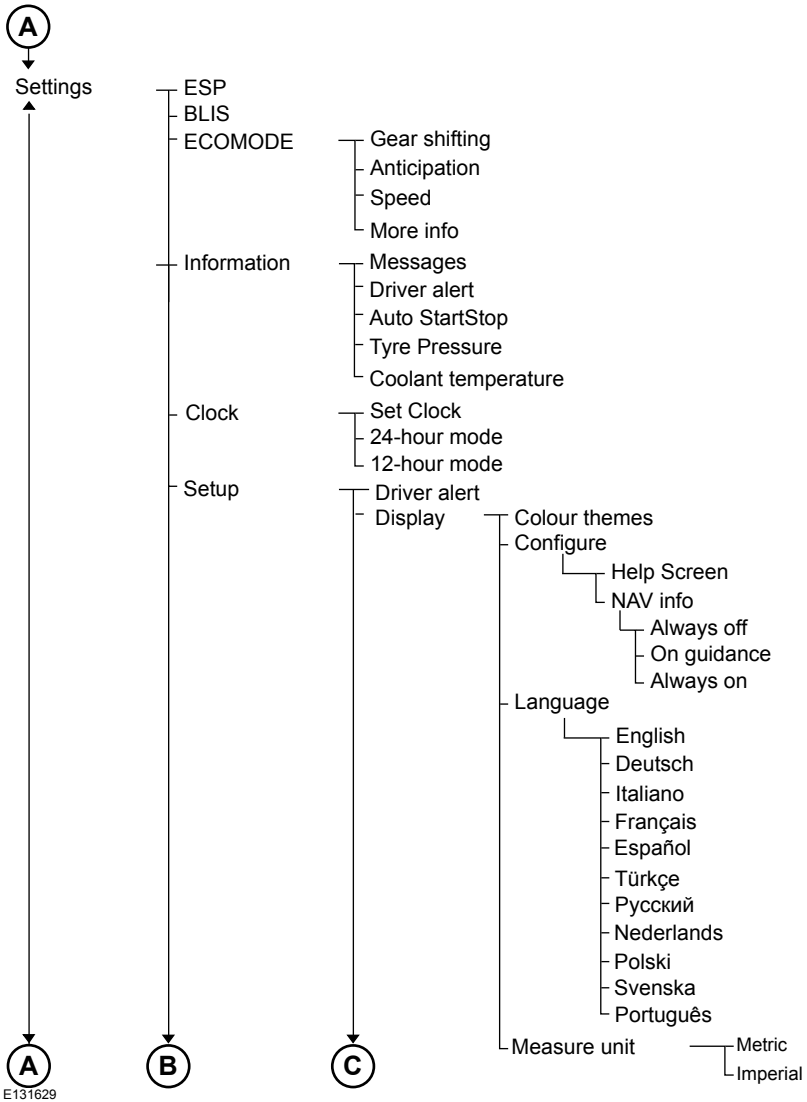 A
Settings
ESP
BLIS
ECOMODE
Gear shifting
Anticipation
Speed
More info
Information
Messages
Driver alert
Auto StartStop
Tyre Pressure
Coolant temperature
Clock
Set Clock
24-hour mode
12-hour mode
Setup
Driver alert
Display
Colour themes
Configure
Help Screen
NAV info
Always off
On guidance
Always on
Language
English
Deutsch
Italiano
Français
Español
Türkçe
Русский
Nederlands
Polski
Svenska
Português
Measure unit
Metric
Imperial
A
B
C
E131629